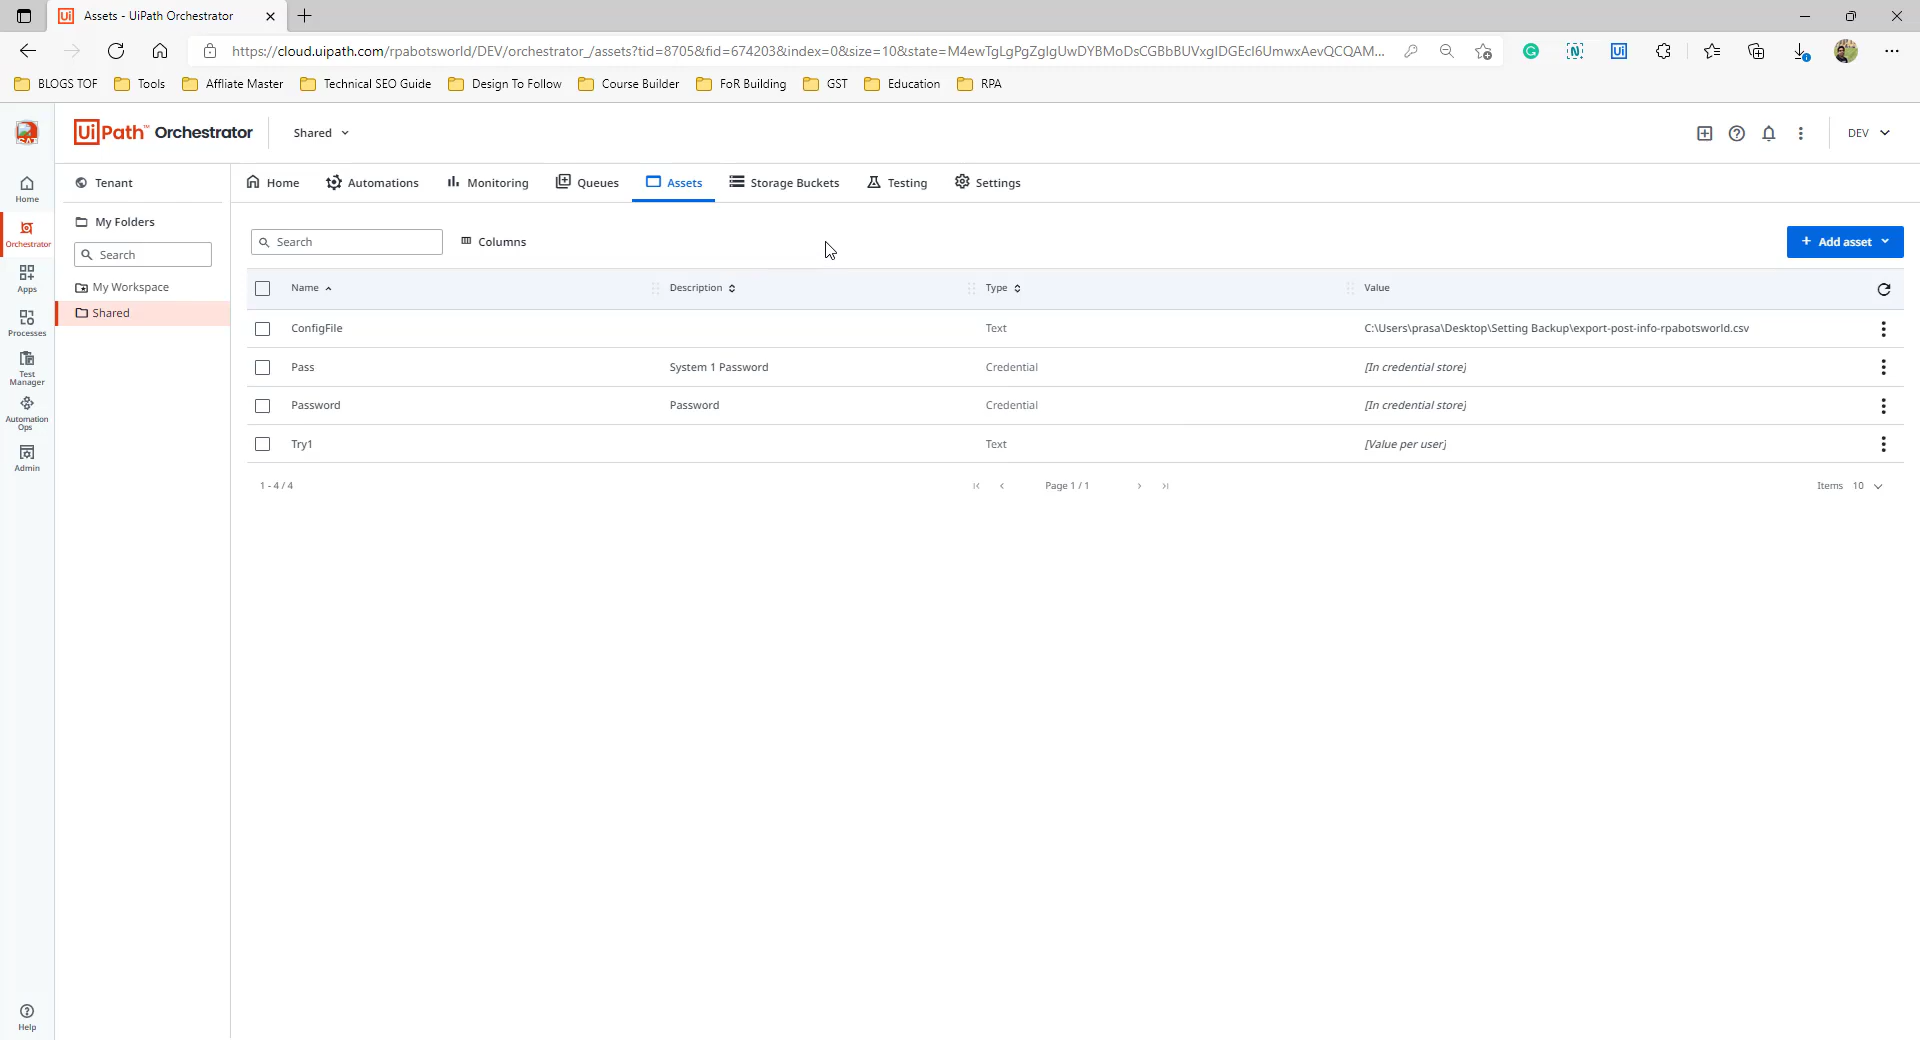 Assets - UiPath Orchestrator
https://cloud.uipath.com/rpabotsworld/DEV/orchestrator_/assets?tid=8705&fid=674203&index=0&size=10&state=M4ewTgLgPgZglgUwDYBMoDsCGBbBUVxgIDGEcI6UmwxAevQCQAM...
BLOGS TOF Tools Affliate Master Technical SEO Guide Design To Follow Course Builder FoR Building GST Education RPA
UiPath™ Orchestrator Shared DEV
Home
Orchestrator
Apps
Processes
Test Manager
Automation Ops
Admin
Help
Tenant
My Folders
Search
My Workspace
Shared
Home Automations Monitoring Queues Assets Storage Buckets Testing Settings
Search Columns + Add asset
Name Description Type Value
ConfigFile Text C:\Users\prasa\Desktop\Setting Backup\export-post-info-rpabotsworld.csv
Pass System 1 Password Credential [In credential store]
Password Password Credential [In credential store]
Try1 Text [Value per user]
1 - 4 / 4 Page 1 / 1 Items 10